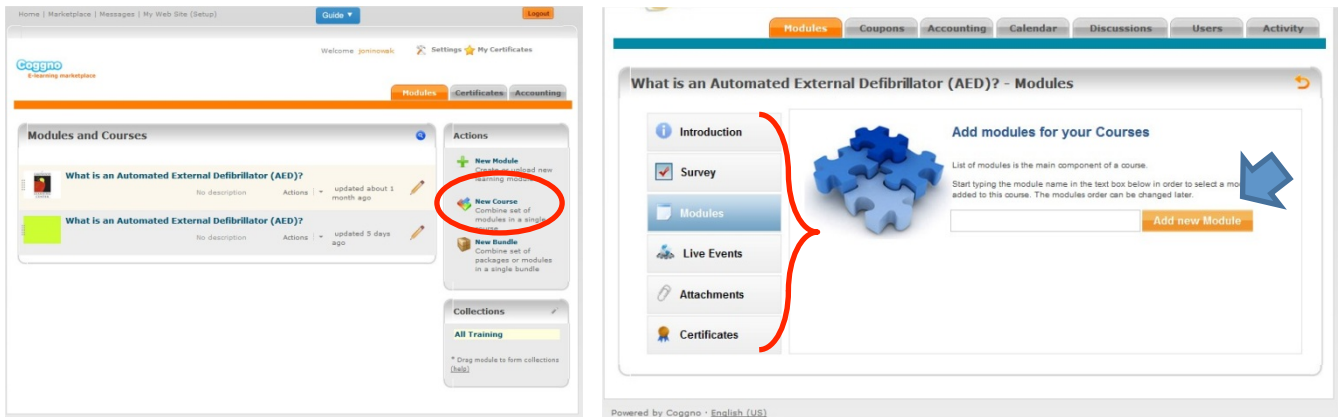 Home | Marketplace | Messages | My Web Site (Setup)
Guide ▼
Logout
Welcome joninowak
Settings
My Certificates
Coggno
E-learning marketplace
Modules
Certificates
Accounting
Modules and Courses
What is an Automated External Defibrillator (AED)?
No description
Actions
updated about 1
month ago
What is an Automated External Defibrillator (AED)?
No description
Actions
updated 5 days
ago
Actions
New Module
Create or upload new
learning module
New Course
Combine set of
modules in a single
course
New Bundle
Combine set of
packages or modules
in a single bundle
Collections
All Training
* Drag module to form collections
(help)
Modules
Coupons
Accounting
Calendar
Discussions
Users
Activity
What is an Automated External Defibrillator (AED)? - Modules
Introduction
Survey
Modules
Live Events
Attachments
Certificates
Add modules for your Courses
List of modules is the main component of a course.
Start typing the module name in the text box below in order to select a
added to this course. The modules order can be changed later.
Add new Module
Powered by Coggno · English (US)